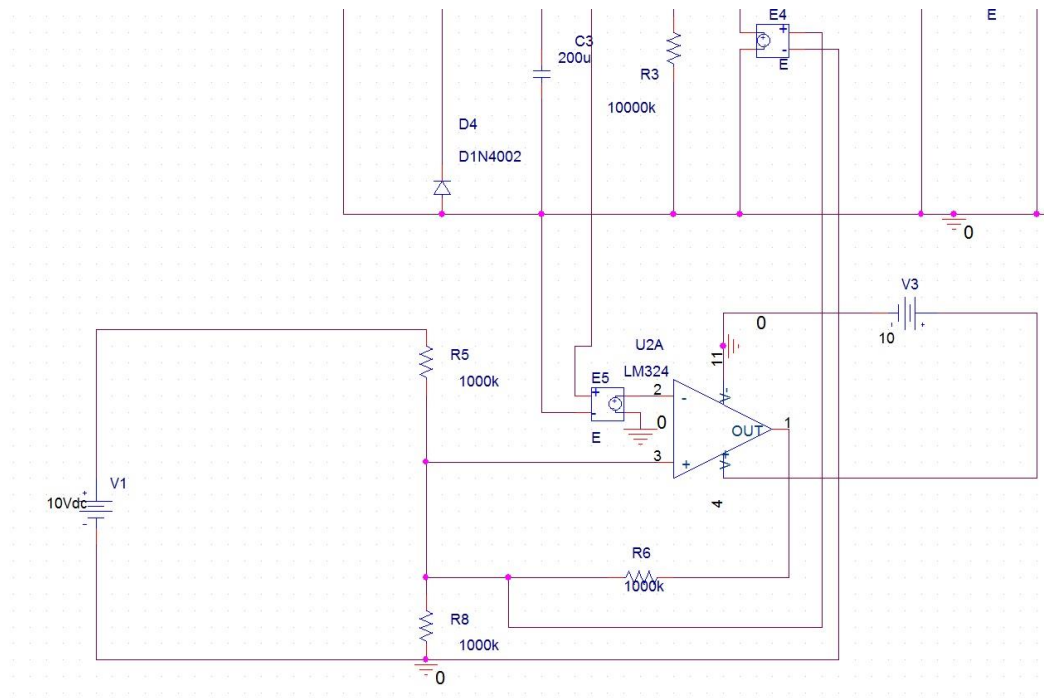 E4
+
-
E
E
C3
200u
R3
10000k
D4
D1N4002
0
V3
-
+
10
0
11
U2A
LM324
E5
+
-
E
0
2
-
V-
OUT
1
3
+
V+
4
R5
1000k
V1
+
10Vdc
-
R6
1000k
R8
1000k
0